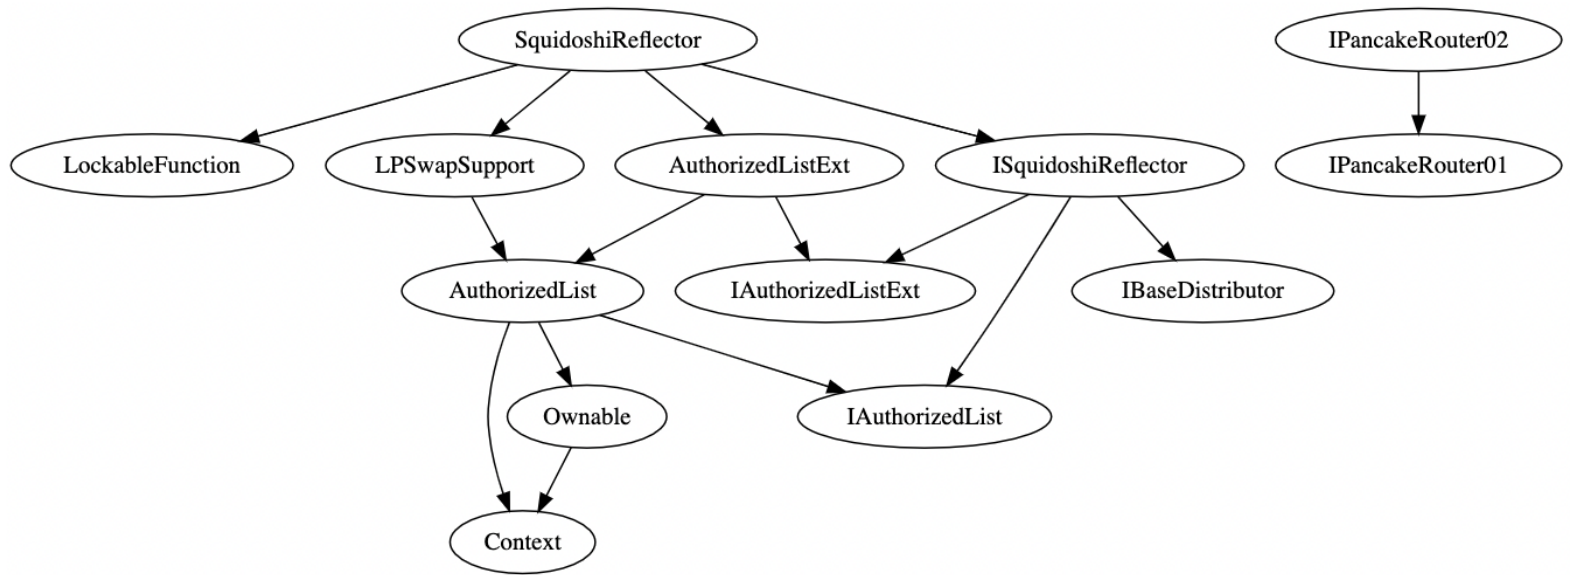 SquidoshiReflector
IPancakeRouter02
LockableFunction
LPSwapSupport
AuthorizedListExt
ISquidoshiReflector
IPancakeRouter01
AuthorizedList
IAuthorizedListExt
IBaseDistributor
Ownable
IAuthorizedList
Context